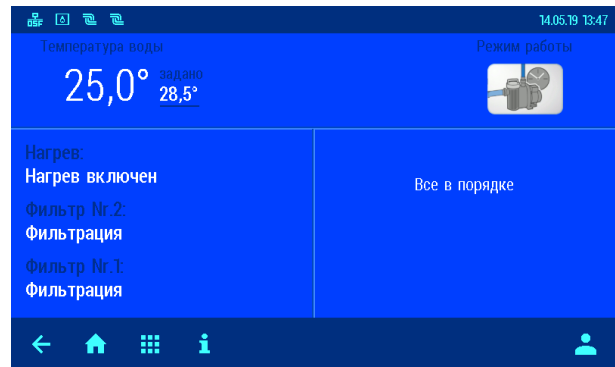 OSF
14.05.19 13:47
Температура воды
Режим работы
25,0° задано
28,5°
Нагрев:
Нагрев включен
Все в порядке
Фильтр Nr.2:
Фильтрация
Фильтр Nr.1:
Фильтрация